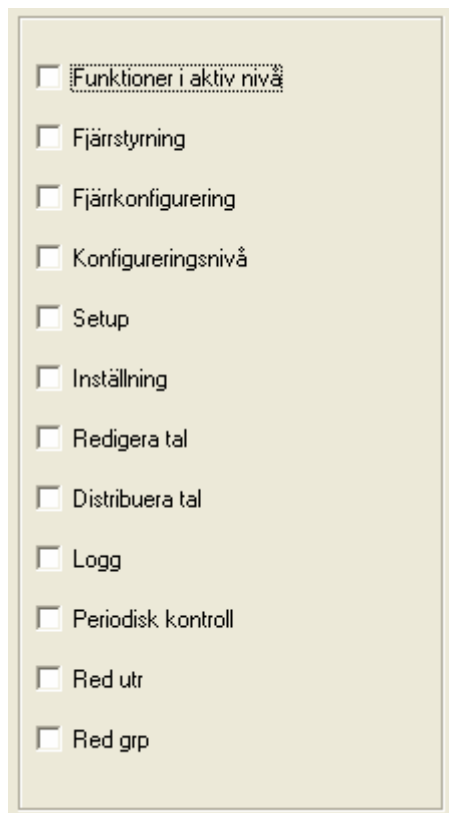 Funktioner i aktiv nivå
Fjärrstyrning
Fjärrkonfigurering
Konfigureringsnivå
Setup
Inställning
Redigera tal
Distribuera tal
Logg
Periodisk kontroll
Red utr
Red grp